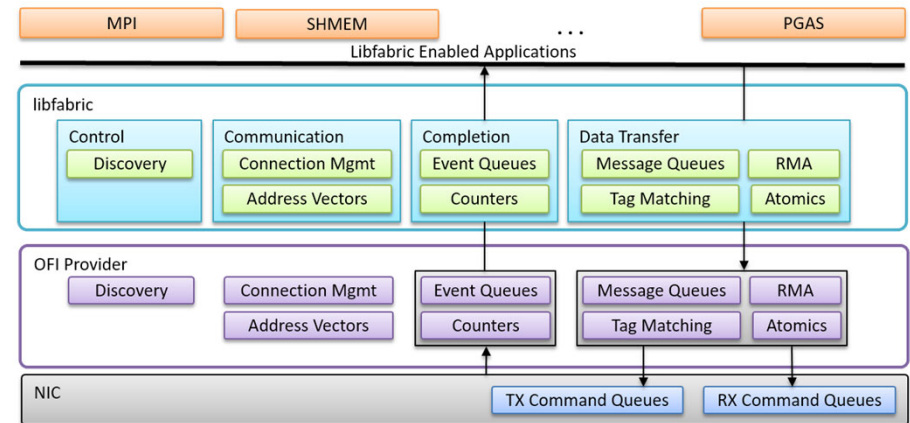 MPI
SHMEM
...
PGAS
Libfabric Enabled Applications
libfabric
Control
Communication
Completion
Data Transfer
Discovery
Connection Mgmt
Event Queues
Message Queues
RMA
Address Vectors
Counters
Tag Matching
Atomics
OFI Provider
Discovery
Connection Mgmt
Event Queues
Message Queues
RMA
Address Vectors
Counters
Tag Matching
Atomics
NIC
TX Command Queues
RX Command Queues